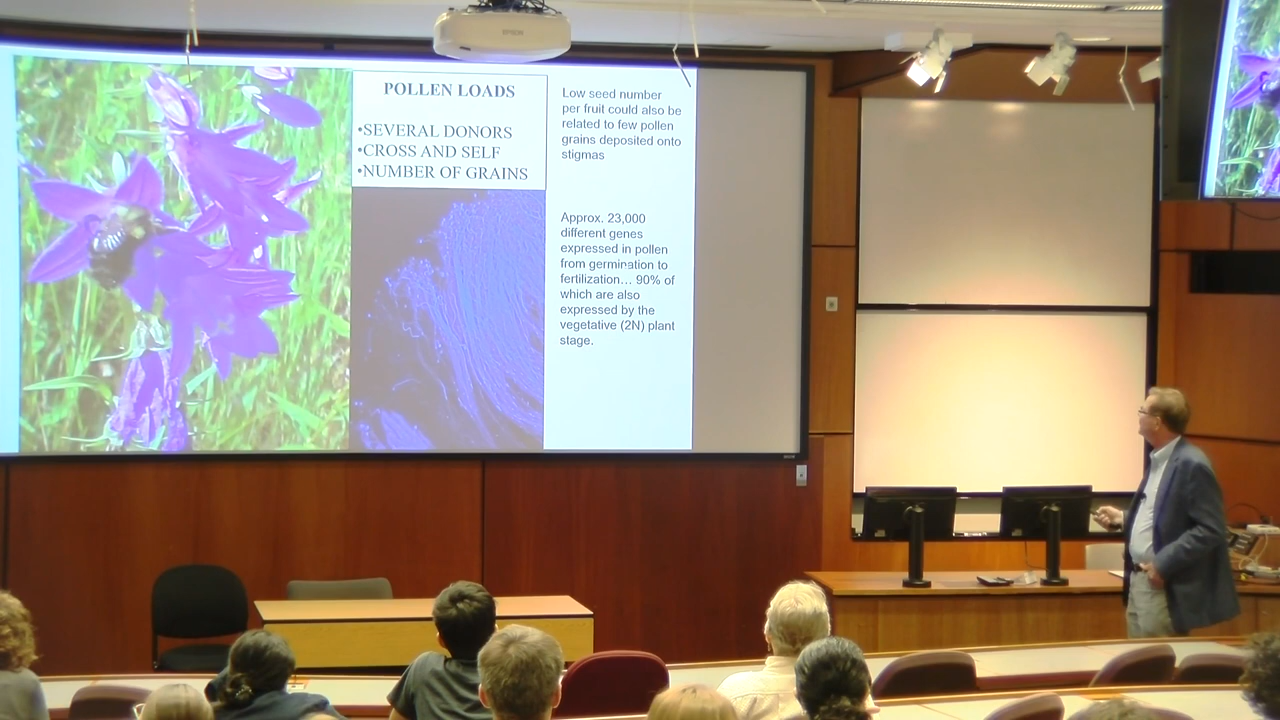 EPSON
POLLEN LOADS
•SEVERAL DONORS
•CROSS AND SELF
•NUMBER OF GRAINS
Low seed number
per fruit could also be
related to few pollen
grains deposited onto
stigmas
Approx. 23,000
different genes
expressed in pollen
from germination to
fertilization… 90% of
which are also
expressed by the
vegetative (2N) plant
stage.